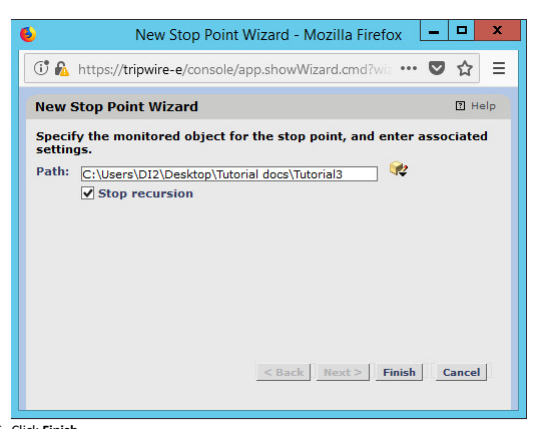 New Stop Point Wizard - Mozilla Firefox
https://tripwire-e/console/app.showWizard.cmd?wiz
New Stop Point Wizard
? Help
Specify the monitored object for the stop point, and enter associated
settings.
Path: C:\Users\DI2\Desktop\Tutorial docs\Tutorial3
Stop recursion
< Back Next > Finish Cancel
Click Finish